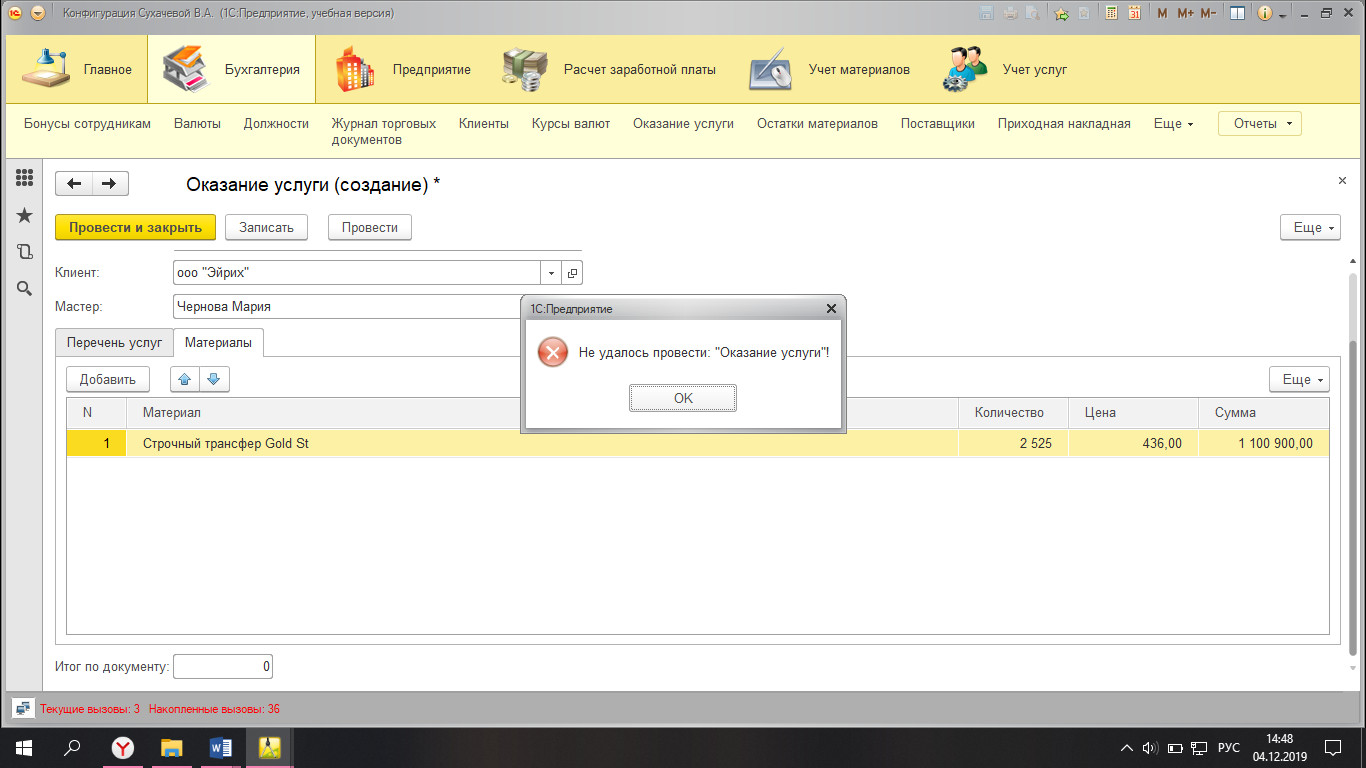 Конфигурация Сухачевой В.А. (1С:Предприятие, учебная версия)
M M+ M-
Главное
Бухгалтерия
Предприятие
Расчет заработной платы
Учет материалов
Учет услуг
Бонусы сотрудникам
Валюты
Должности
Журнал торговых
документов
Клиенты
Курсы валют
Оказание услуги
Остатки материалов
Поставщики
Приходная накладная
Еще
Отчеты
Оказание услуги (создание) *
Провести и закрыть
Записать
Провести
Еще
Клиент:
ооо "Эйрих"
Мастер:
Чернова Мария
1С:Предприятие
Не удалось провести: "Оказание услуги"!
OK
Перечень услуг
Материалы
Добавить
Еще
N
Материал
Количество
Цена
Сумма
1
Строчный трансфер Gold St
2 525
436,00
1 100 900,00
Итог по документу:
0
Текущие вызовы: 3 Накопленные вызовы: 36
РУС
14:48
04.12.2019